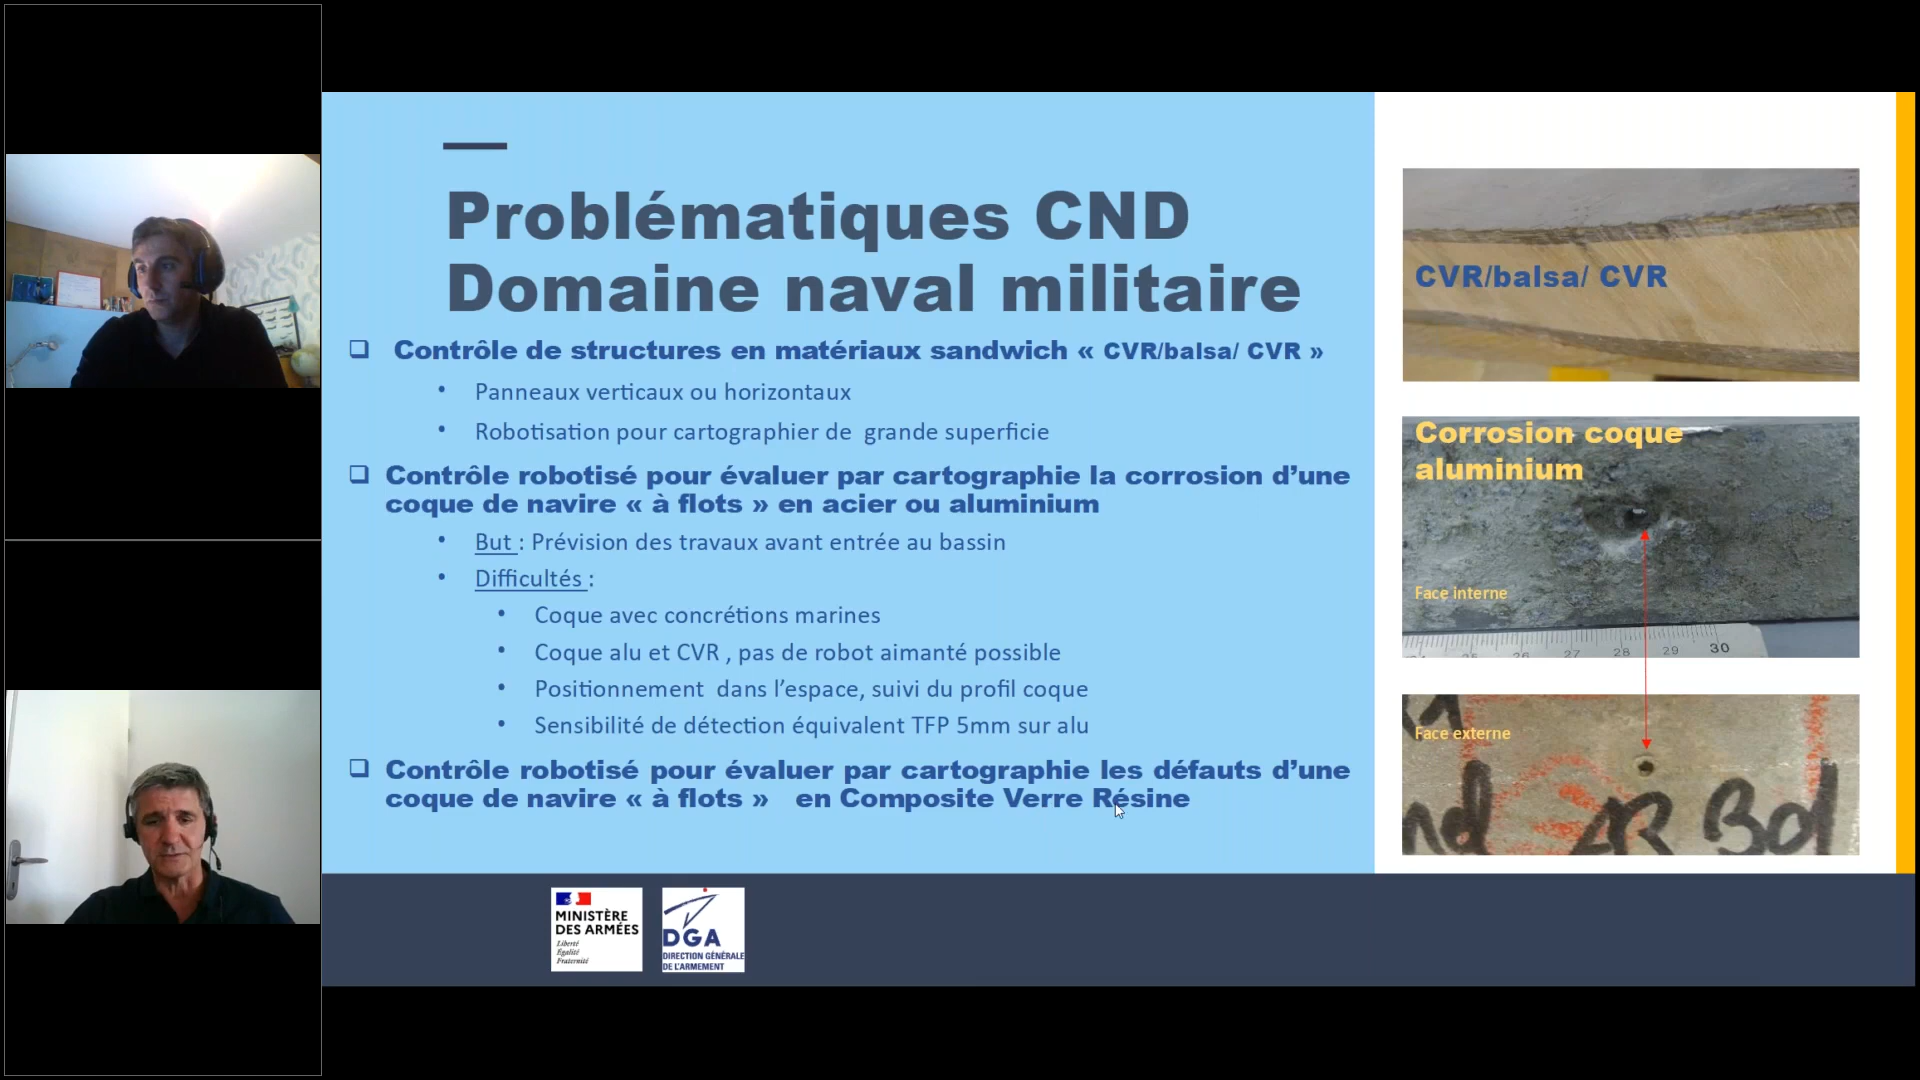 Problématiques CND
Domaine naval militaire
Contrôle de structures en matériaux sandwich « CVR/balsa/ CVR »
Panneaux verticaux ou horizontaux
Robotisation pour cartographier de grande superficie
Contrôle robotisé pour évaluer par cartographie la corrosion d’une
coque de navire « à flots » en acier ou aluminium
But : Prévision des travaux avant entrée au bassin
Difficultés :
Coque avec concrétions marines
Coque alu et CVR , pas de robot aimanté possible
Positionnement dans l’espace, suivi du profil coque
Sensibilité de détection équivalent TFP 5mm sur alu
Contrôle robotisé pour évaluer par cartographie les défauts d’une
coque de navire « à flots » en Composite Verre Résine
CVR/balsa/ CVR
Corrosion coque
aluminium
Face interne
25 26 27 28 29 30
Face externe
MINISTÈRE
DES ARMÉES
Liberté
Égalité
Fraternité
DGA
DIRECTION GÉNÉRALE
DE L'ARMEMENT